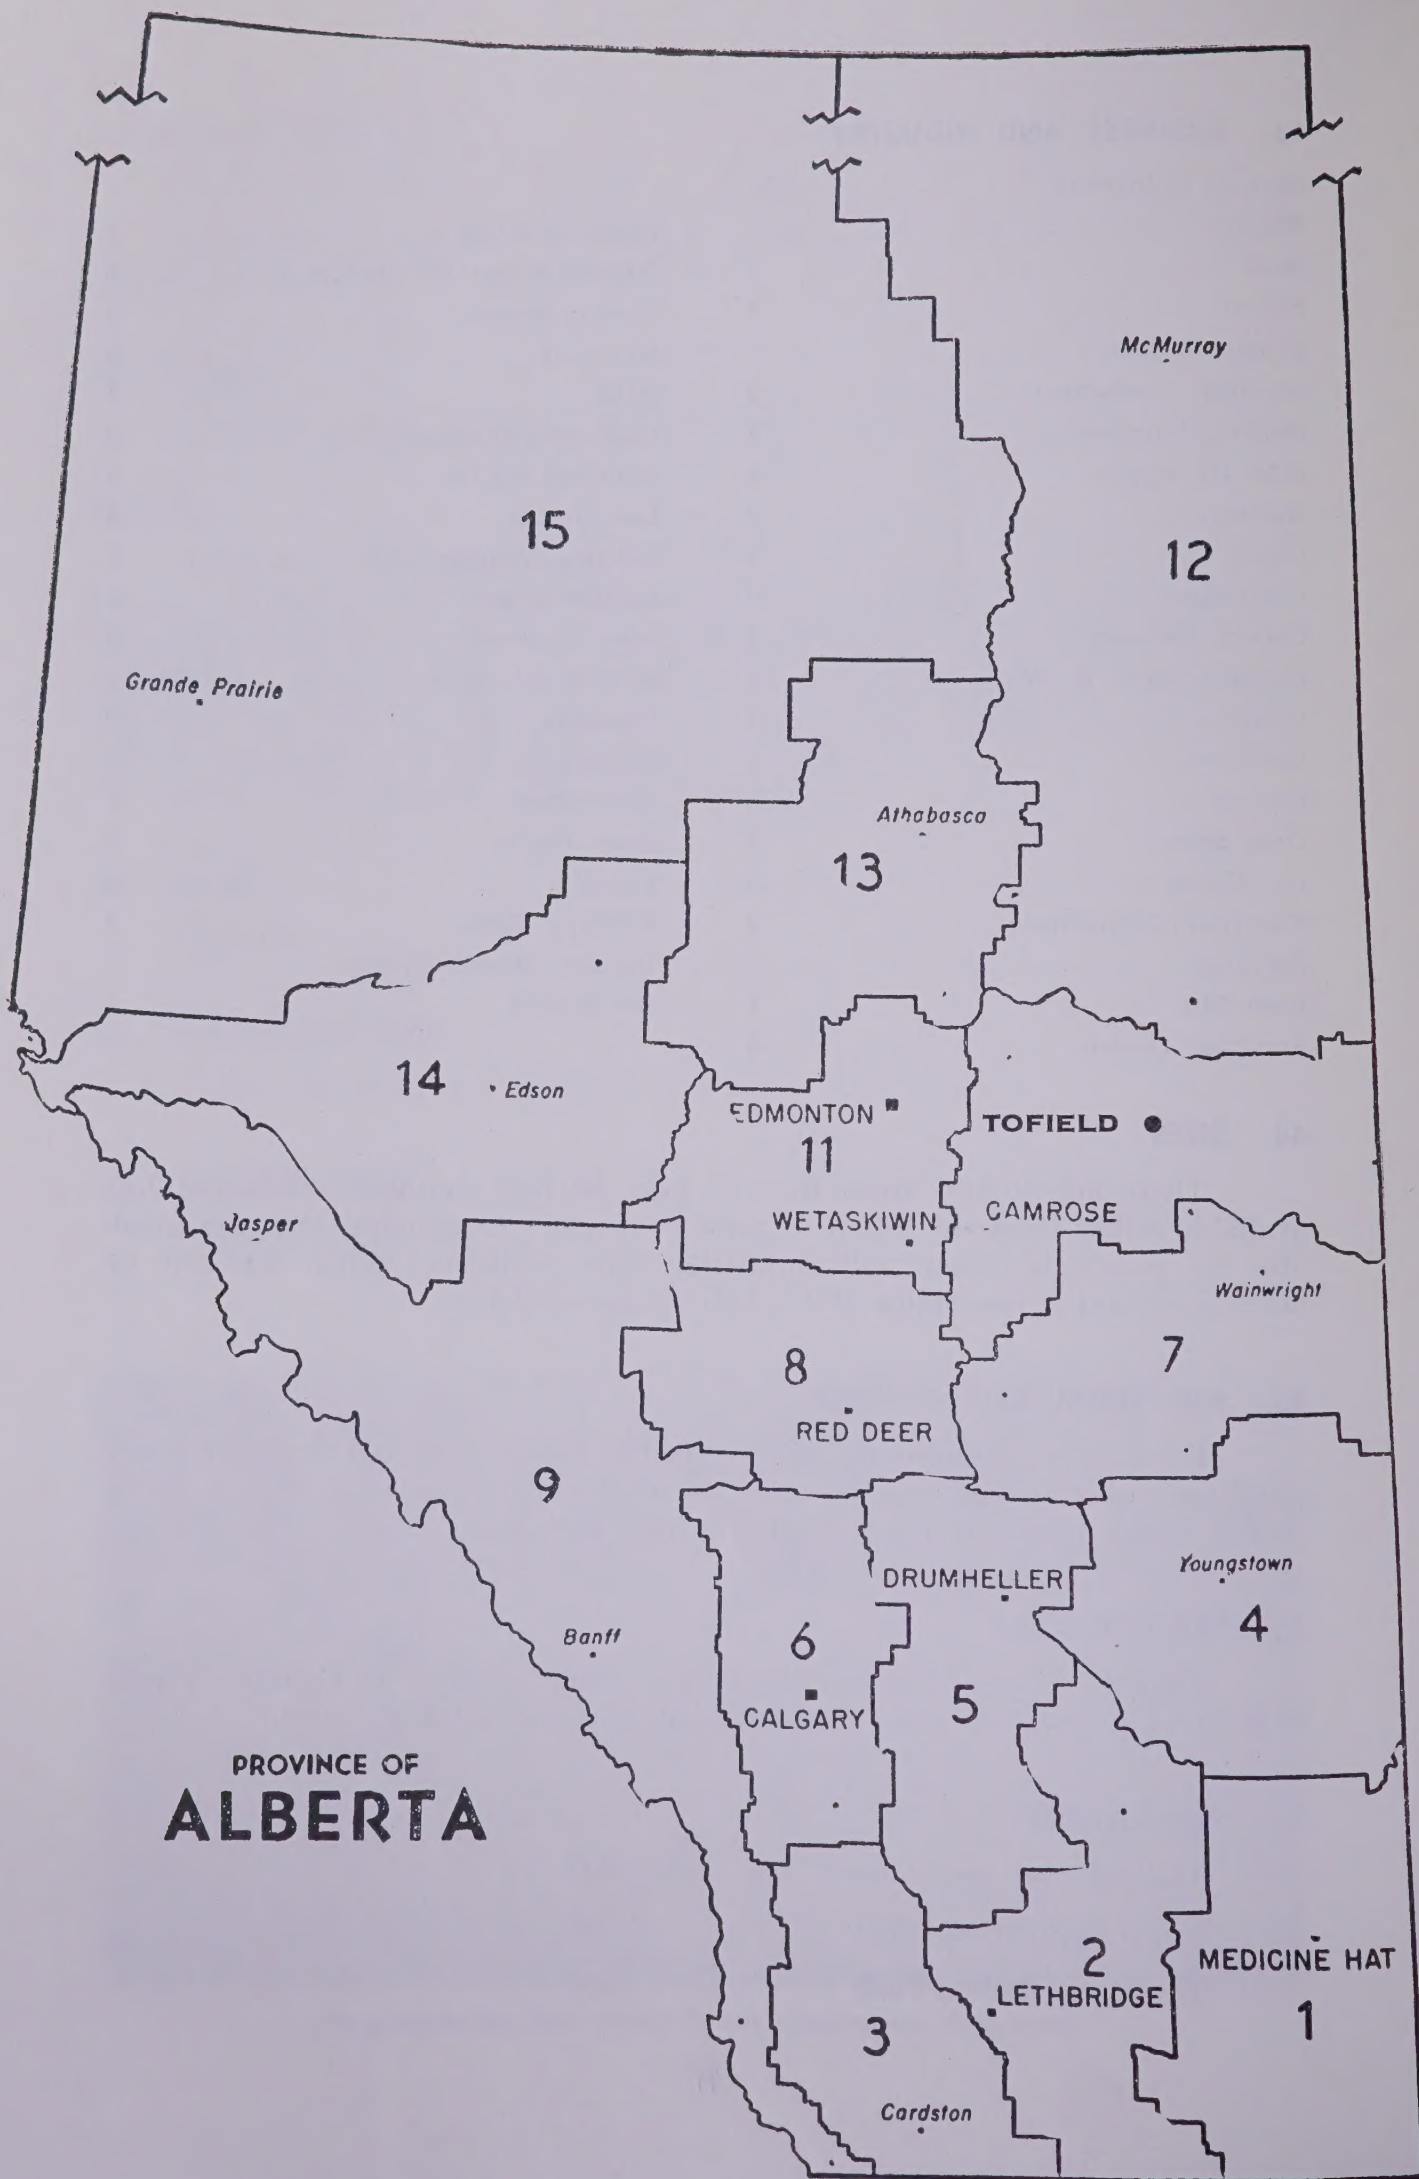 McMurray
15
12
Grande Prairie
Athabasca
13
14
Edson
EDMONTON
TOFIELD
11
Jasper
WETASKIWIN
CAMROSE
Wainwright
8
7
RED DEER
9
DRUMHELLER
Youngstown
6
4
Banff
5
CALGARY
PROVINCE OF
ALBERTA
2
MEDICINE HAT
LETHBRIDGE
3
1
Cardston